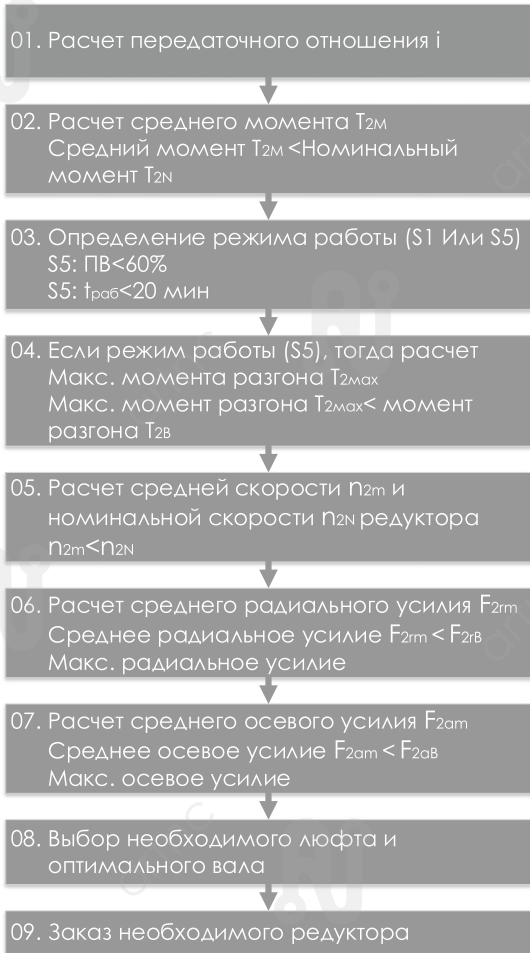 01. Расчет передаточного отношения i
02. Расчет среднего момента T2M
Средний момент T2M <Номинальный
момент T2N
03. Определение режима работы (S1 Или S5)
S5: ПВ<60%
S5: tраб<20 мин
04. Если режим работы (S5), тогда расчет
Макс. момента разгона T2мах
Макс. момент разгона T2мах< момент
разгона T2B
05. Расчет средней скорости n2m и
номинальной скорости n2N редуктора
n2m<n2N
06. Расчет среднего радиального усилия F2rm
Среднее радиальное усилие F2rm < F2rB
Макс. радиальное усилие
07. Расчет среднего осевого усилия F2am
Среднее осевое усилие F2am < F2aB
Макс. осевое усилие
08. Выбор необходимого люфта и
оптимального вала
09. Заказ необходимого редуктора